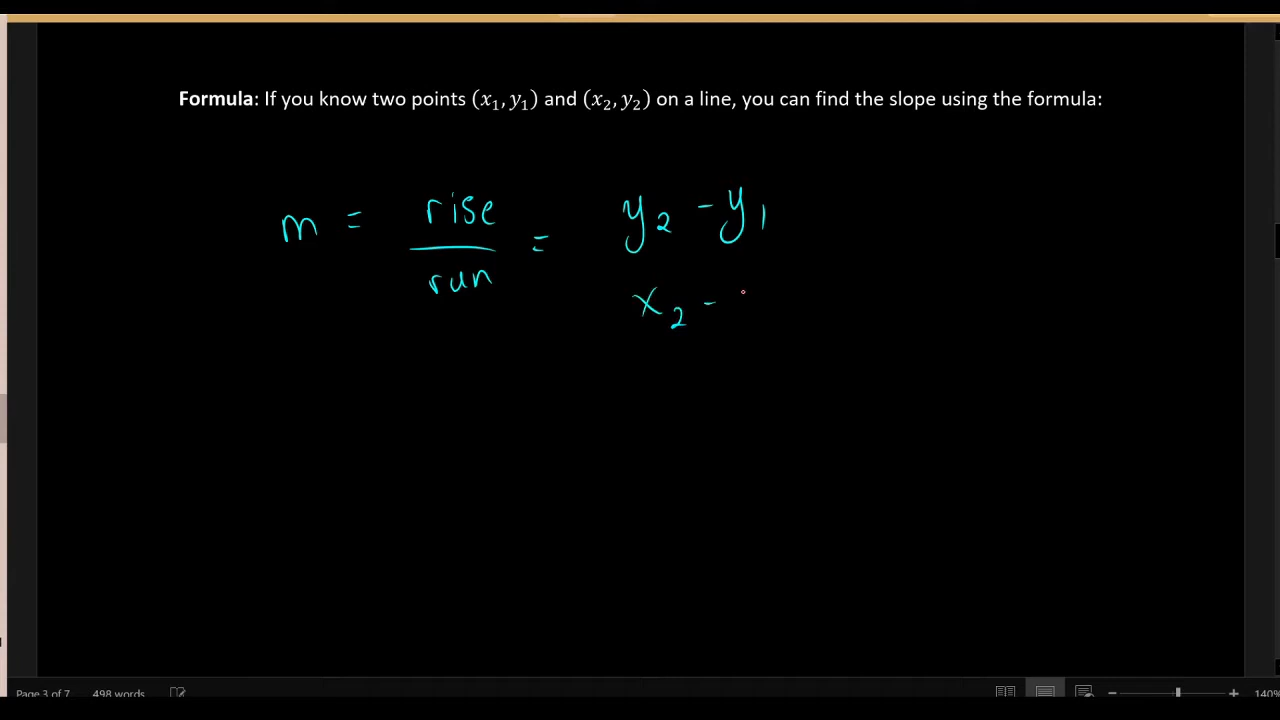 Formula: If you know two points (x₁, y₁) and (x₂, y₂) on a line, you can find the slope using the formula:
m = rise/run = y₂ - y₁
x₂ -
Page 3 of 7 498 words 140%